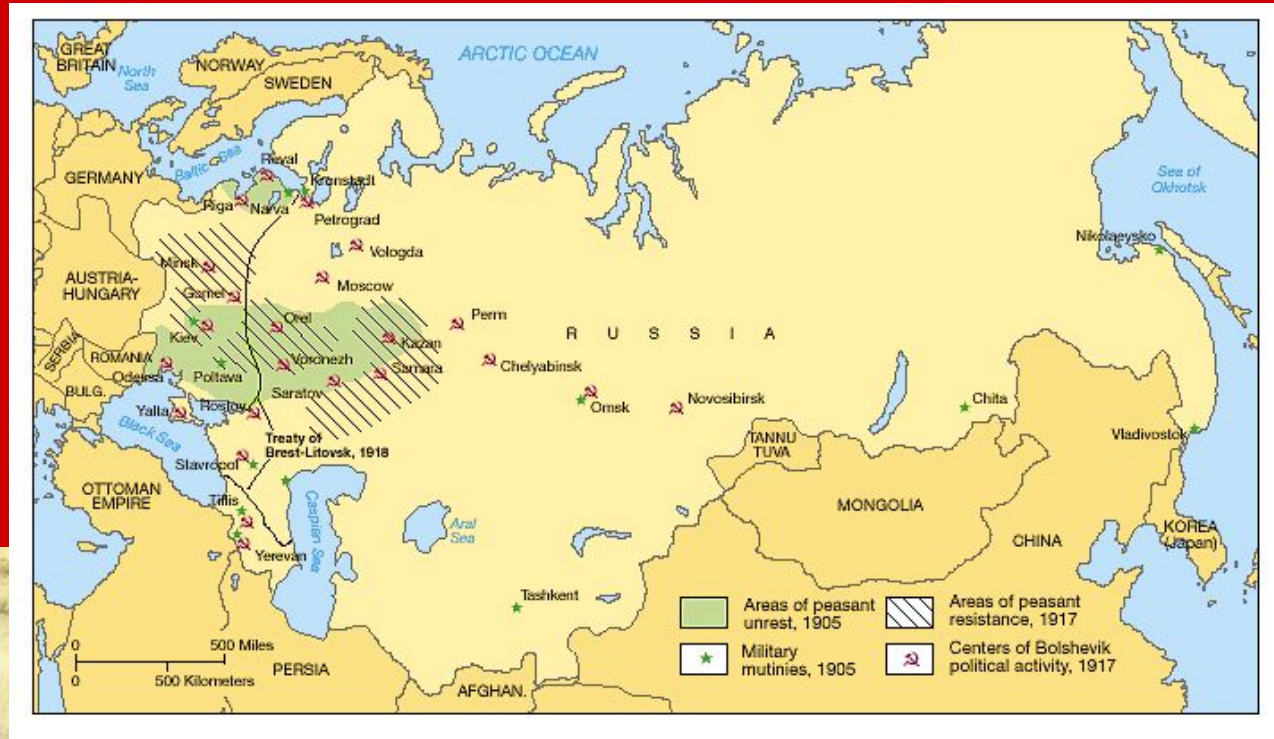 GREAT
BRITAIN
North
Sea
NORWAY
SWEDEN
ARCTIC OCEAN
Baltic Sea
GERMANY
Reval
Kronstadt
Riga
Narva
Petrograd
Vologda
Moscow
Minsk
Gomel
AUSTRIA-
HUNGARY
Sea of
Okhotsk
Nikolaevsko
Orel
Kiev
Kazan
Perm
RUSSIA
SERBIA
ROMANIA
Odessa
Poltava
Voronezh
Samara
Chelyabinsk
BULG.
Saratov
Omsk
Novosibirsk
Chita
Yalta
Rostov
Black Sea
Vladivostok
Treaty of
Brest-Litovsk, 1918
Stavropol
TANNU
TUVA
OTTOMAN
EMPIRE
Tiflis
Caspian Sea
Aral
Sea
MONGOLIA
KOREA
(Japan)
CHINA
Yerevan
Tashkent
0 500 Miles
0 500 Kilometers
PERSIA
AFGHAN.
Areas of peasant
unrest, 1905
Areas of peasant
resistance, 1917
Military
mutinies, 1905
Centers of Bolshevik
political activity, 1917